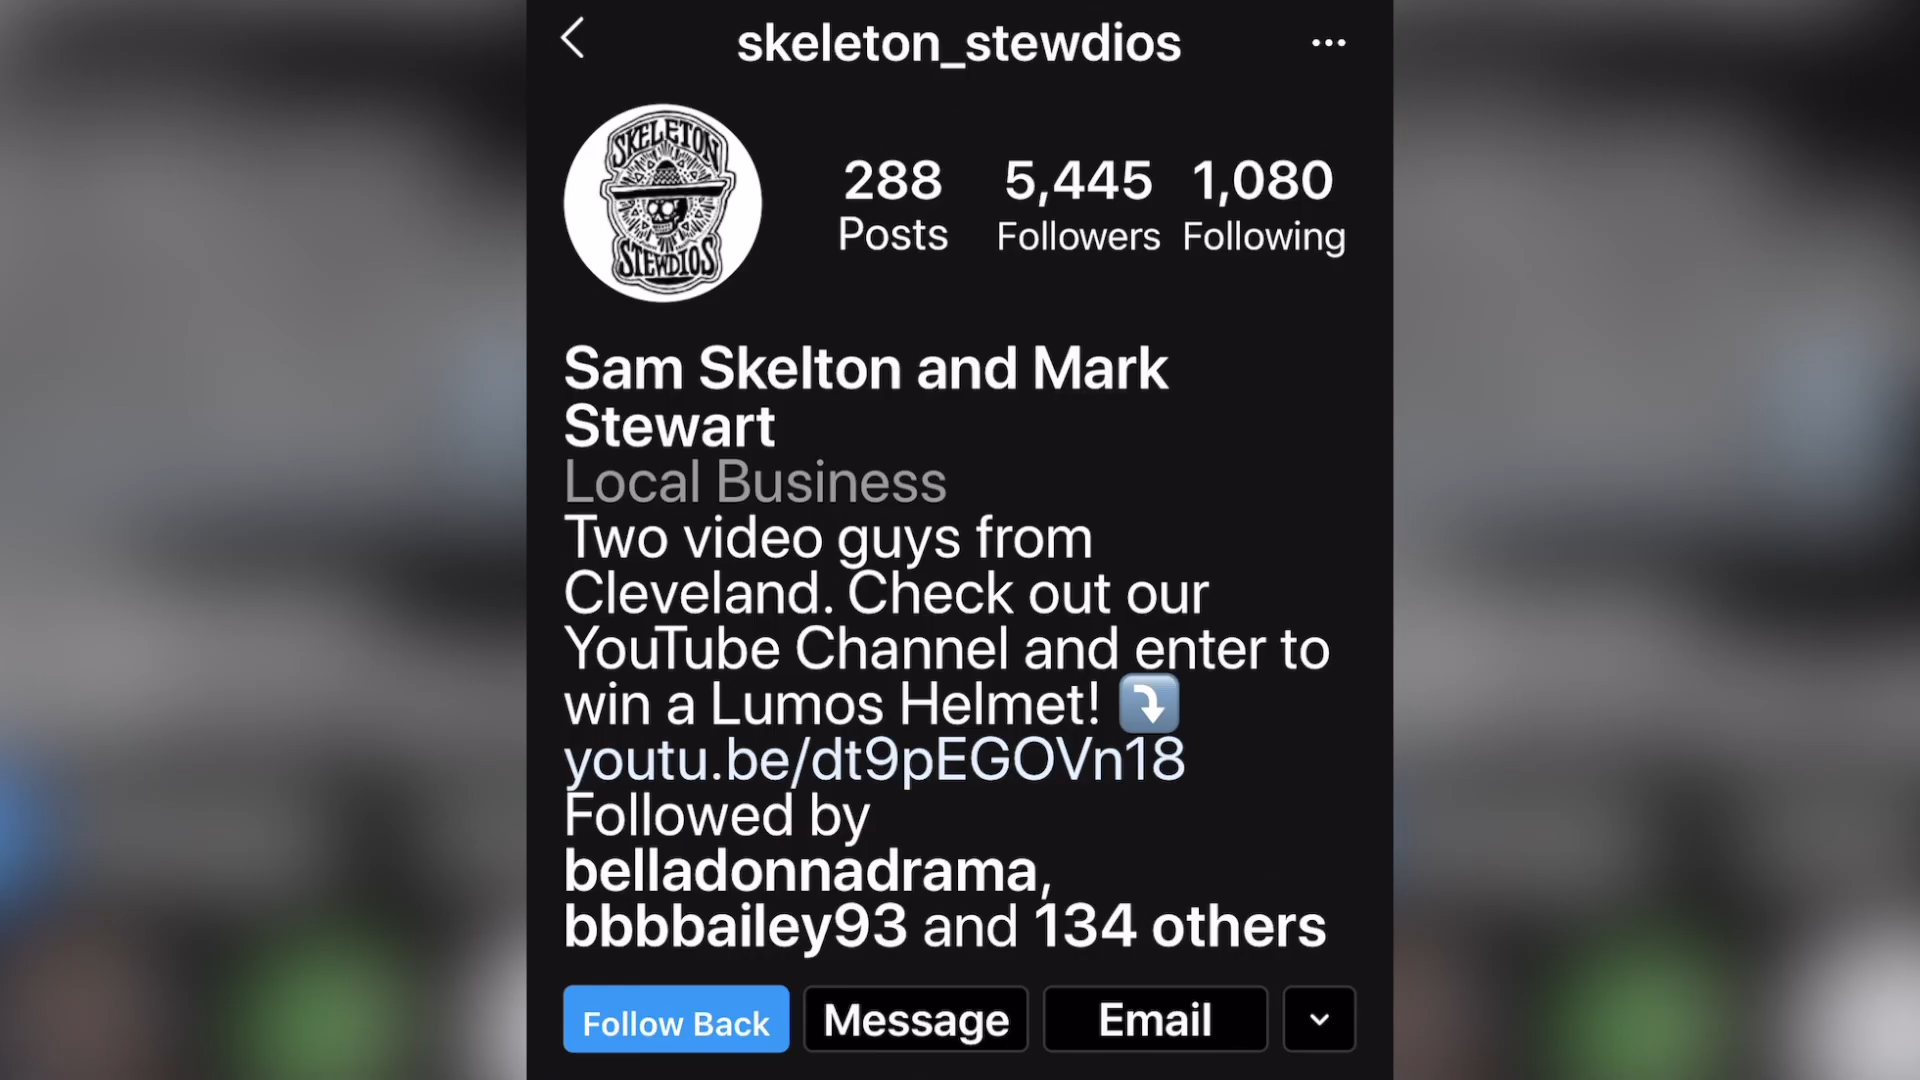 skeleton_stewdios
SKELETON
STEWDIOS
288 5,445 1,080
Posts Followers Following
Sam Skelton and Mark
Stewart
Local Business
Two video guys from
Cleveland. Check out our
YouTube Channel and enter to
win a Lumos Helmet! ⤵️
youtu.be/dt9pEGOVn18
Followed by
belladonnadrama,
bbbbailey93 and 134 others
Follow Back Message Email